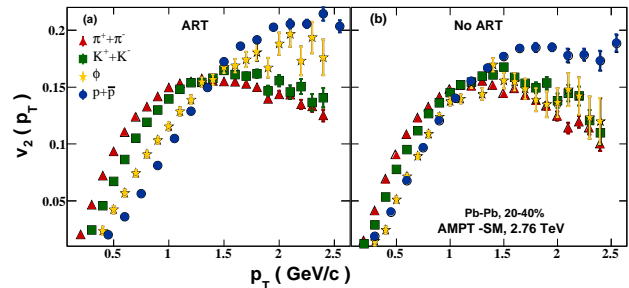 (a) ART
π⁺+π⁻
K⁺+K⁻
ϕ
p+p̅
(b) No ART
Pb-Pb, 20-40%
AMPT -SM, 2.76 TeV
v₂ ( p_T )
0.2
0.15
0.1
0.05
0.5 1 1.5 2 2.5
0.5 1 1.5 2 2.5
p_T ( GeV/c )